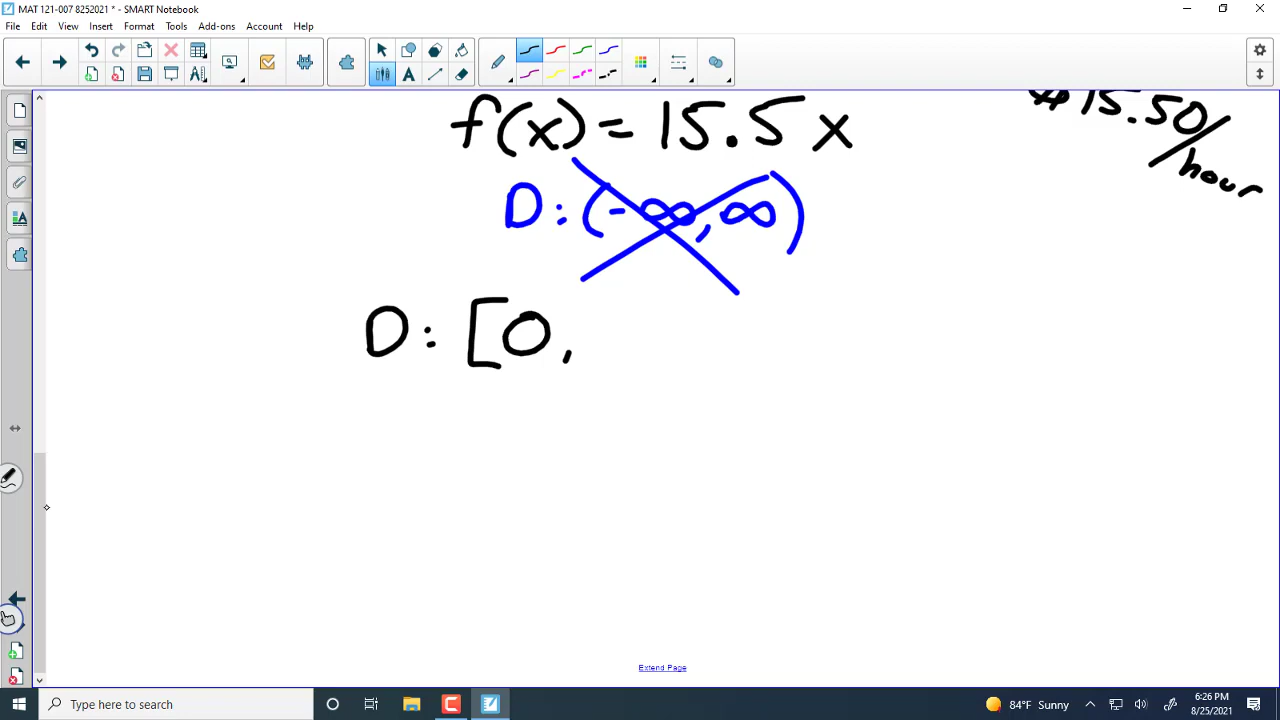 MAT 121-007 8252021 * - SMART Notebook
File Edit View Insert Format Tools Add-ons Account Help
$15.50/
hour
f(x) = 15.5x
D: (-∞, ∞)
D: [0,
Extend Page
Type here to search
84°F Sunny
6:26 PM
8/25/2021